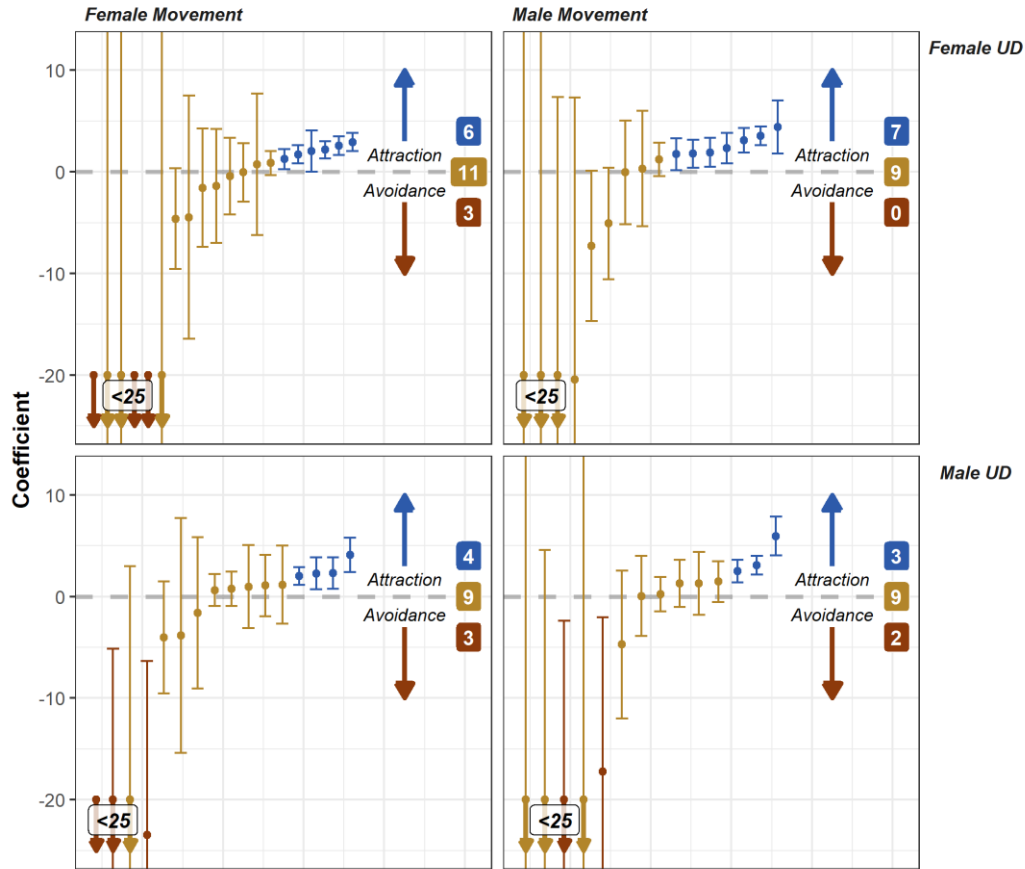 Female Movement
Male Movement
Female UD
10
0
-10
-20
Attraction
Avoidance
6
11
3
<25
Attraction
Avoidance
7
9
0
<25
Coefficient
Male UD
10
0
-10
-20
Attraction
Avoidance
4
9
3
<25
Attraction
Avoidance
3
9
2
<25